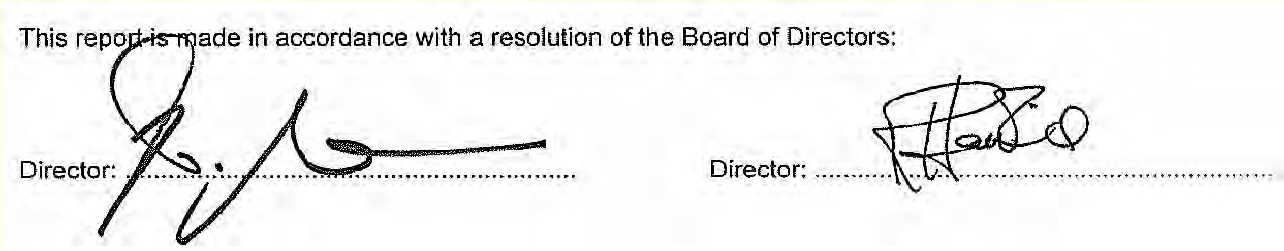 This report is made in accordance with a resolution of the Board of Directors:
Director: ........................................ Director: ........................................